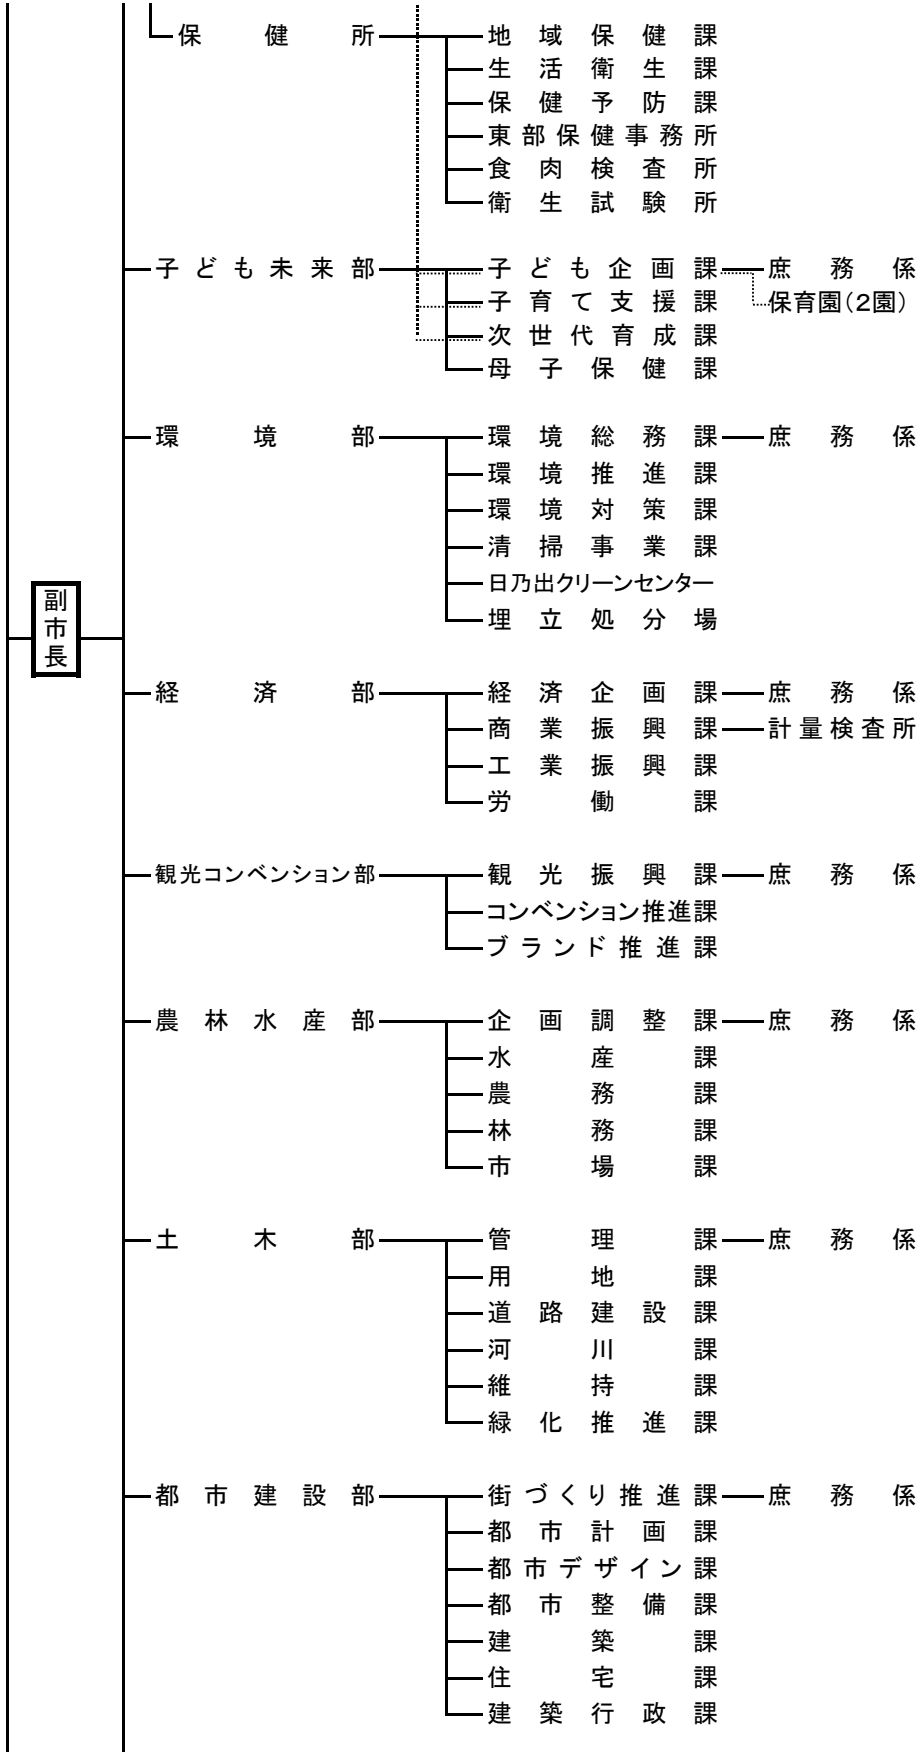 保健所 地域保健課
生活衛生課
保健予防課
東部保健事務所
食肉検査所
衛生試験所
子ども未来部 子ども企画課 庶務係
子育て支援課 保育園(2園)
次世代育成課
母子保健課
環境部 環境総務課 庶務係
環境推進課
環境対策課
清掃事業課
日乃出クリーンセンター
埋立処分場
副市長
経済部 経済企画課 庶務係
商業振興課 計量検査所
工業振興課
労働課
観光コンベンション部 観光振興課 庶務係
コンベンション推進課
ブランド推進課
農林水産部 企画調整課 庶務係
水産課
農務課
林務課
市場課
土木部 管理課 庶務係
用地課
道路建設課
河川課
維持課
緑化推進課
都市建設部 街づくり推進課 庶務係
都市計画課
都市デザイン課
都市整備課
建築課
住宅課
建築行政課